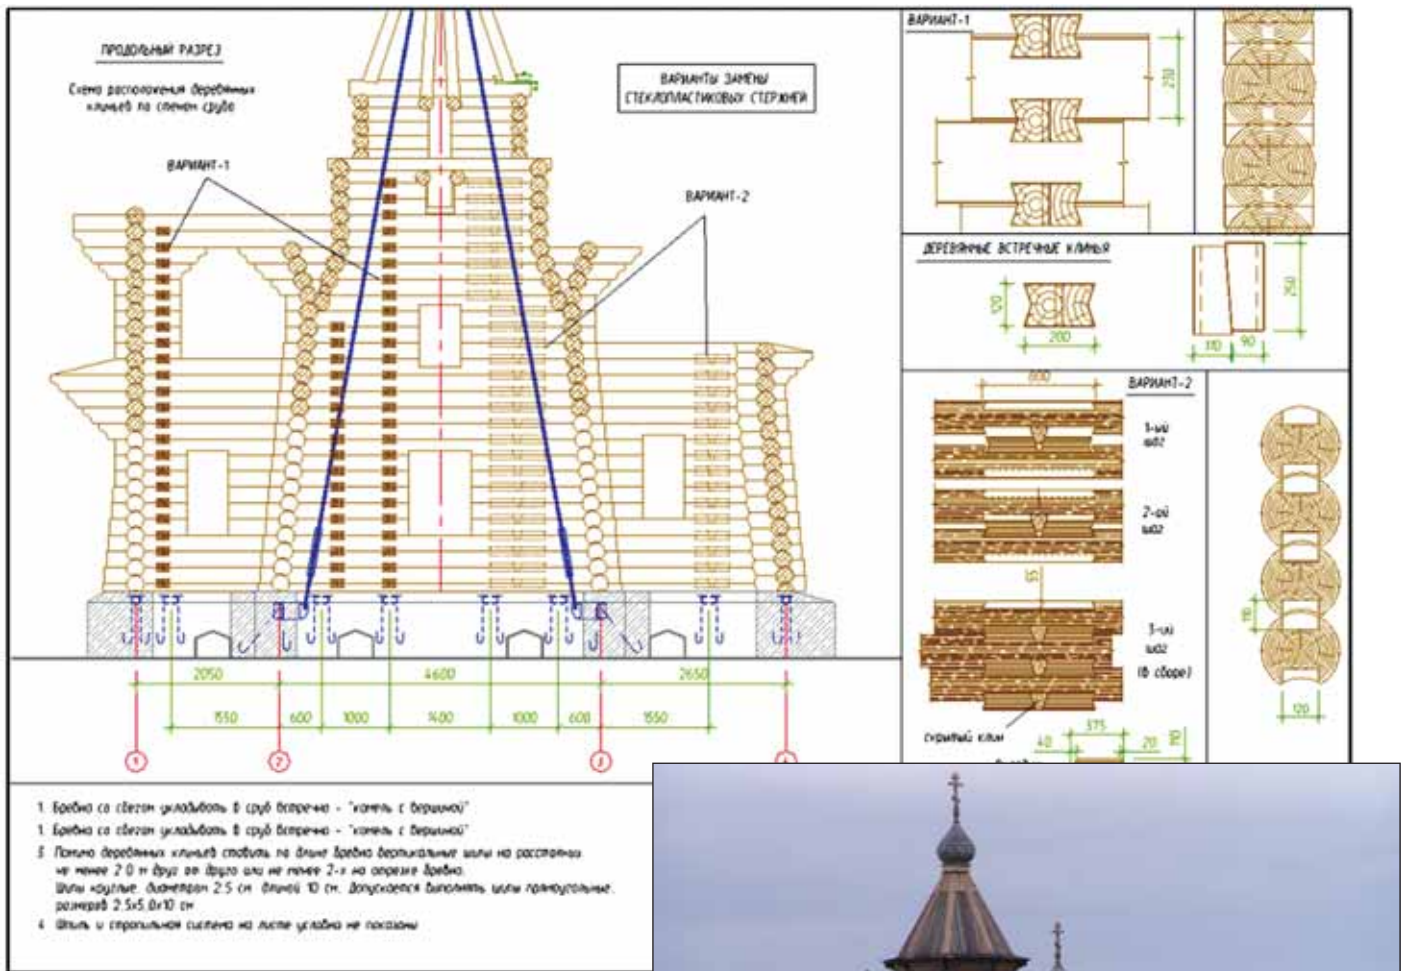 ПРОДОЛЬНЫЙ РАЗРЕЗ
Схема расположения деревянных
клиньев по стенам сруба
ВАРИАНТ-1
ВАРИАНТЫ ЗАМЕНЫ
СТЕКЛОПЛАСТИКОВЫХ СТЕРЖНЕЙ
ВАРИАНТ-2
2050
4600
2650
1550
600
1000
1400
1000
600
1550
1
2
3
ВАРИАНТ-1
230
ДЕРЕВЯННЫЕ ВСТРЕЧНЫЕ КЛИНЬЯ
120
200
250
110
90
600
ВАРИАНТ-2
1-ый
шаг
2-ой
шаг
55
3-ий
шаг
(в сборе)
скрытый клин
375
40
20
110
110
120
1 Бревна со сбегом укладывать в сруб встречно - "комель с вершиной"
1 Бревна со сбегом укладывать в сруб встречно - "комель с вершиной"
3 Помимо деревянных клиньев ставить по длине бревна вертикальные шипы на расстоянии
не менее 2.0 м друг от друга или не менее 2-х на отрезке бревна.
Шипы круглые, диаметром 2.5 см длиной 10 см. Допускается выполнять шипы прямоугольные,
размеров 2,5х5,0х10 см
4 Шпиль и стропильная система на листе условно не показаны